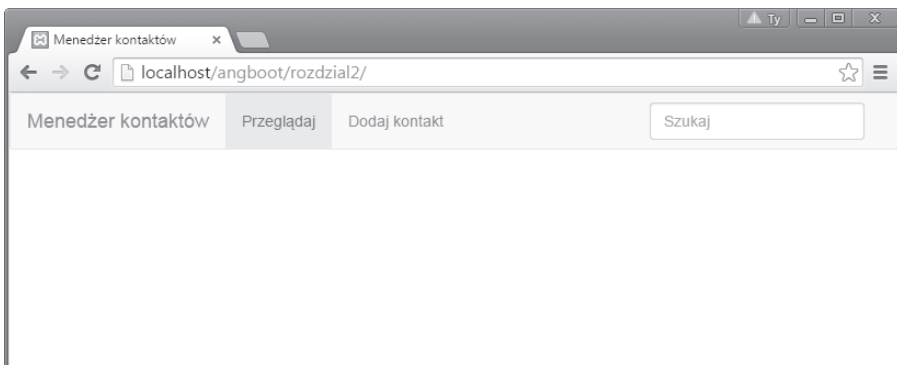 Ty
Menedżer kontaktów
localhost/angboot/rozdzial2/
Menedżer kontaktów Przeglądaj Dodaj kontakt Szukaj